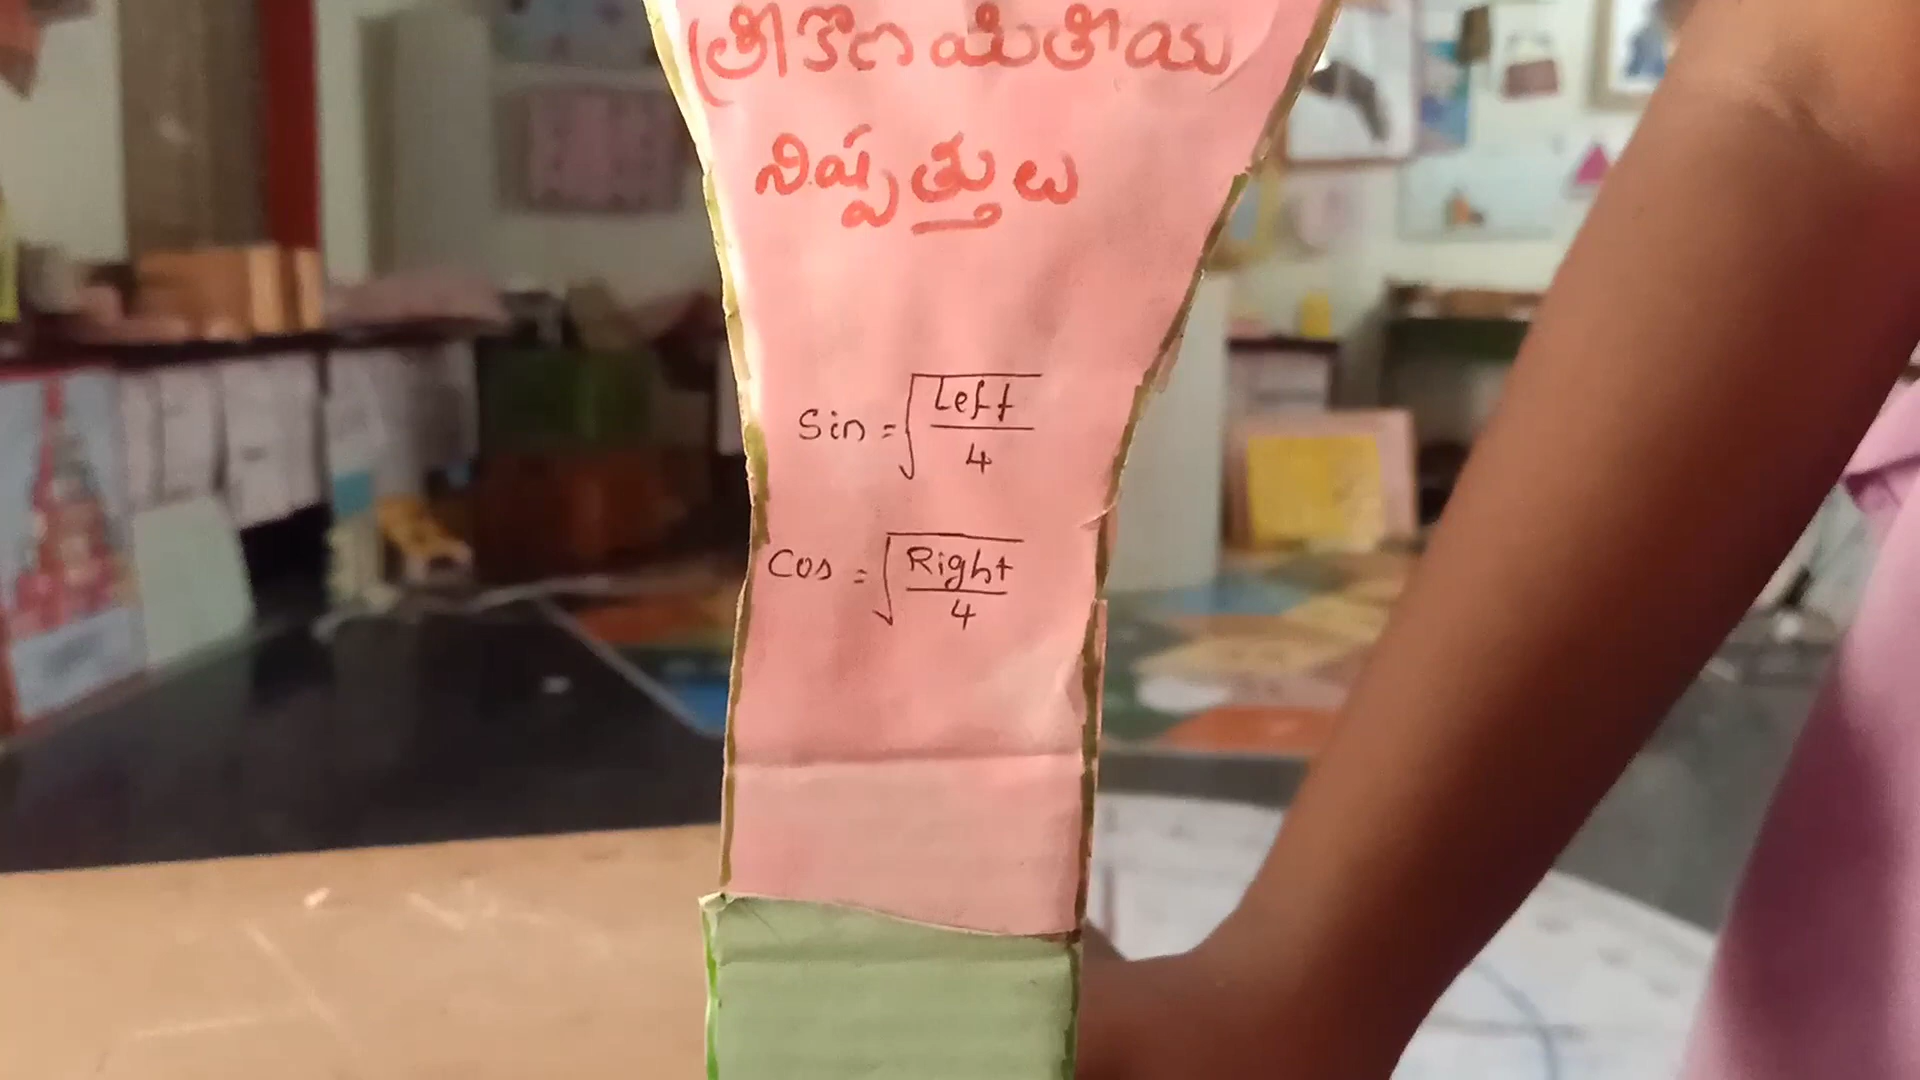 త్రికోణమితీయ
నిష్పత్తులు
Sin = √(Left/4)
Cos = √(Right/4)